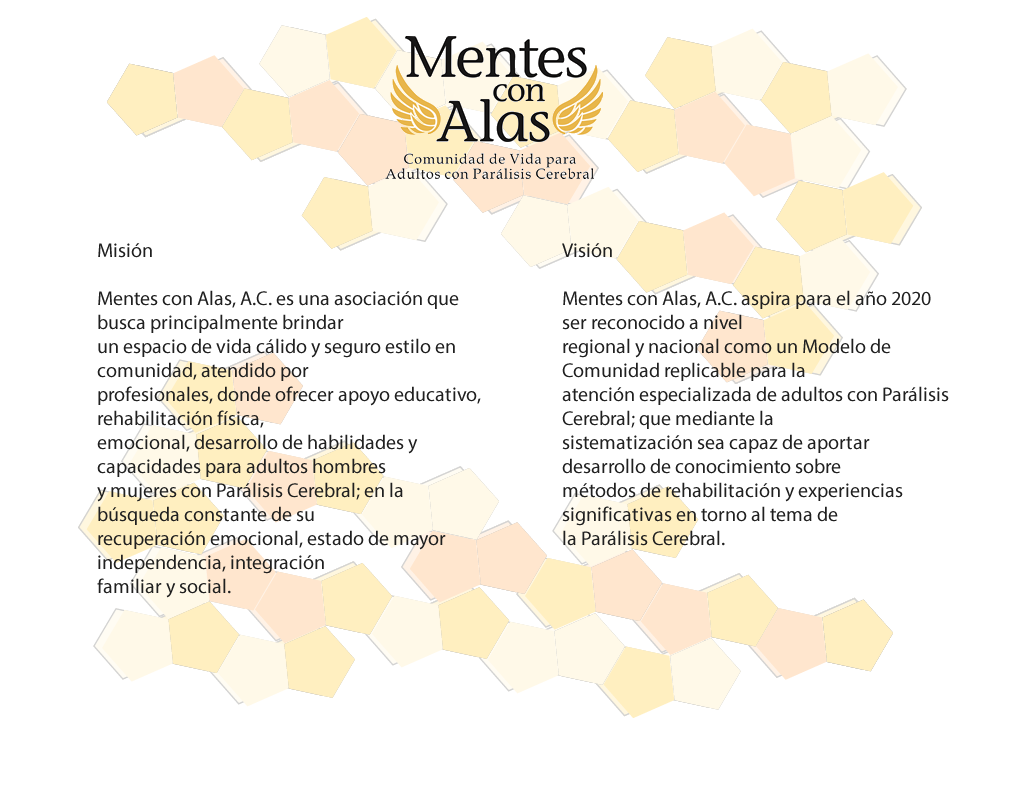 Mentes
con
Alas
Comunidad de Vida para
Adultos con Parálisis Cerebral
Misión
Mentes con Alas, A.C. es una asociación que
busca principalmente brindar
un espacio de vida cálido y seguro estilo en
comunidad, atendido por
profesionales, donde ofrecer apoyo educativo,
rehabilitación física,
emocional, desarrollo de habilidades y
capacidades para adultos hombres
y mujeres con Parálisis Cerebral; en la
búsqueda constante de su
recuperación emocional, estado de mayor
independencia, integración
familiar y social.
Visión
Mentes con Alas, A.C. aspira para el año 2020
ser reconocido a nivel
regional y nacional como un Modelo de
Comunidad replicable para la
atención especializada de adultos con Parálisis
Cerebral; que mediante la
sistematización sea capaz de aportar
desarrollo de conocimiento sobre
métodos de rehabilitación y experiencias
significativas en torno al tema de
la Parálisis Cerebral.